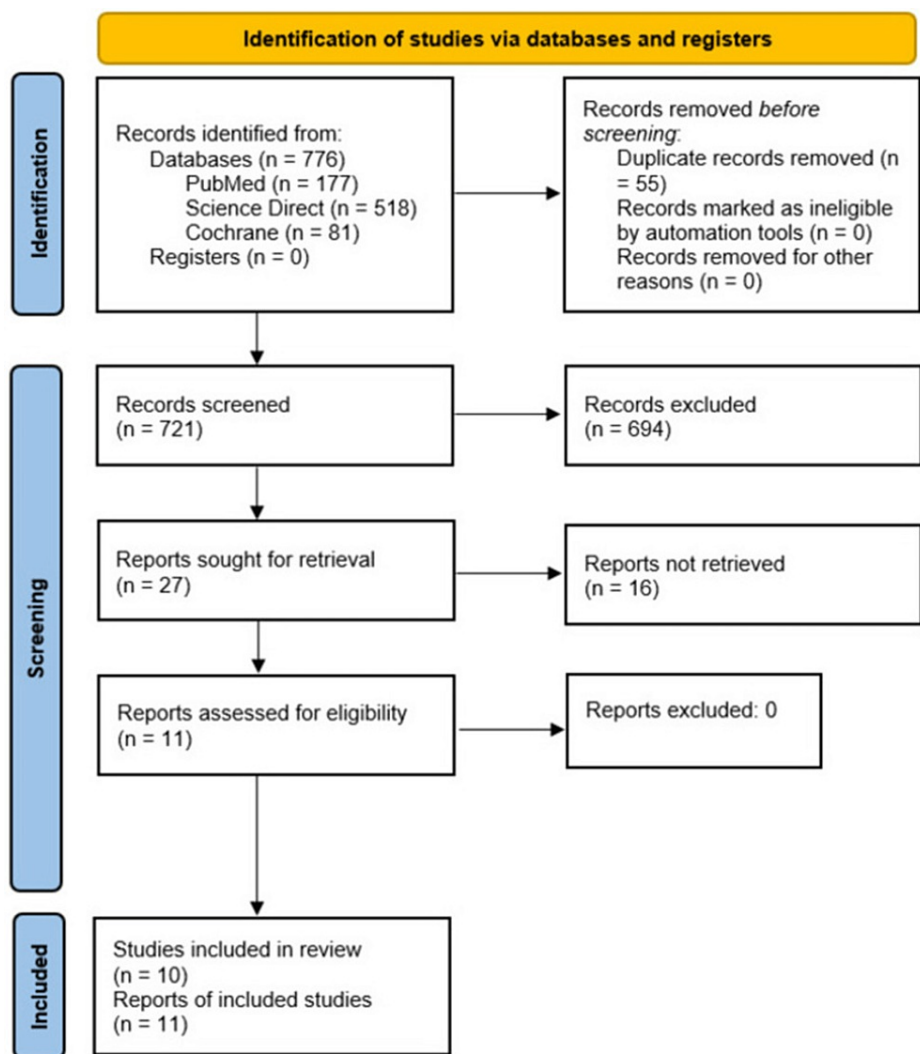 Identification of studies via databases and registers
Identification
Records identified from:
Databases (n = 776)
PubMed (n = 177)
Science Direct (n = 518)
Cochrane (n = 81)
Registers (n = 0)
Records removed before
screening:
Duplicate records removed (n
= 55)
Records marked as ineligible
by automation tools (n = 0)
Records removed for other
reasons (n = 0)
Screening
Records screened
(n = 721)
Records excluded
(n = 694)
Reports sought for retrieval
(n = 27)
Reports not retrieved
(n = 16)
Reports assessed for eligibility
(n = 11)
Reports excluded: 0
Included
Studies included in review
(n = 10)
Reports of included studies
(n = 11)